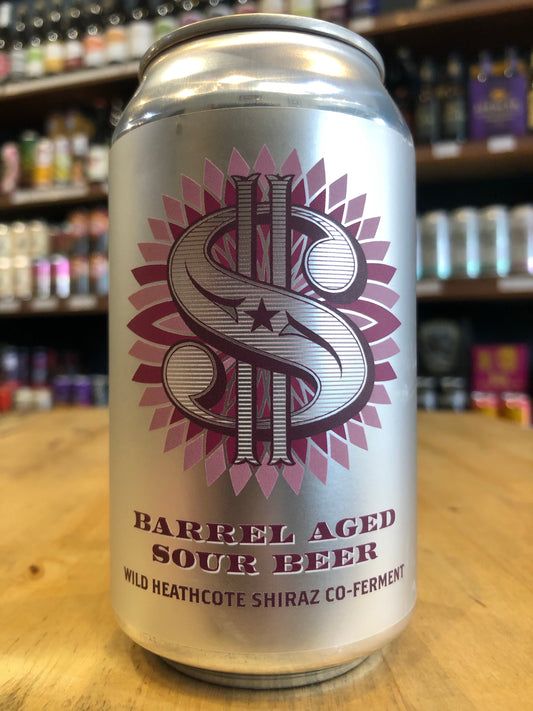 $
BARREL AGED
SOUR BEER
WILD HEATHCOTE SHIRAZ CO-FERMENT